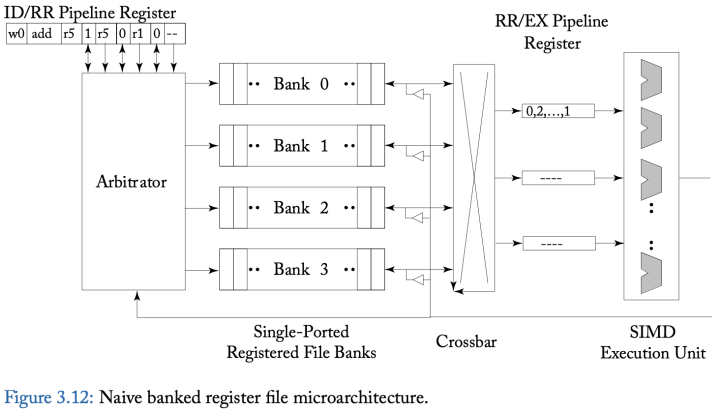 ID/RR Pipeline Register
w0 add r5 1 r5 0 r1 0 --
RR/EX Pipeline
Register
Arbitrator
•• Bank 0 ••
•• Bank 1 ••
•• Bank 2 ••
•• Bank 3 ••
0,2,...,1
----
----
Single-Ported
Registered File Banks
Crossbar
SIMD
Execution Unit
Figure 3.12: Naive banked register file microarchitecture.